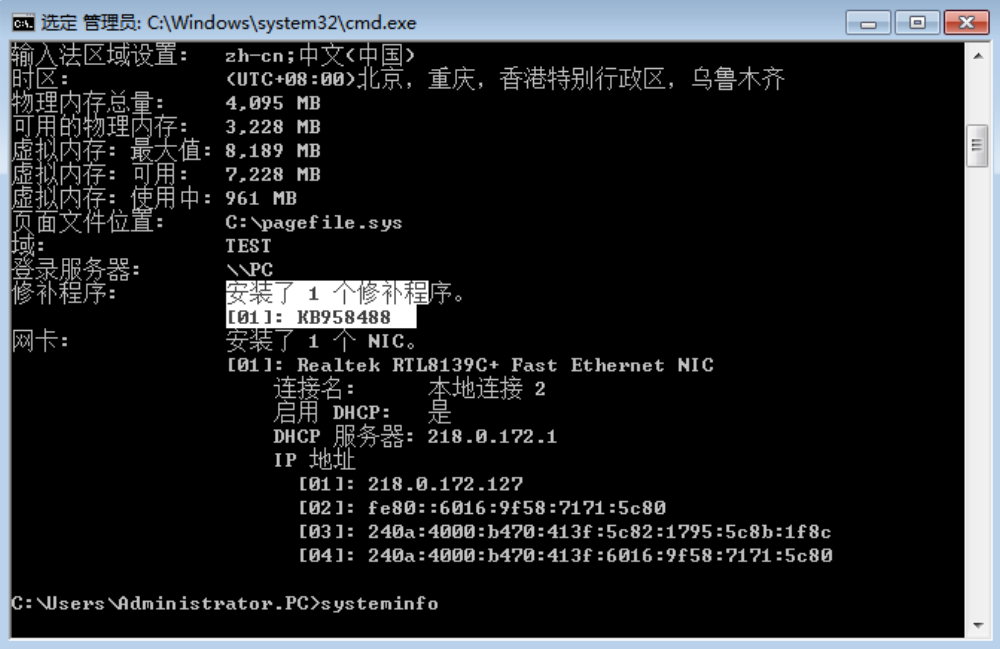 选定 管理员: C:\Windows\system32\cmd.exe
输入法区域设置: zh-cn;中文(中国)
时区: (UTC+08:00)北京，重庆，香港特别行政区，乌鲁木齐
物理内存总量: 4,095 MB
可用的物理内存: 3,228 MB
虚拟内存: 最大值: 8,189 MB
虚拟内存: 可用: 7,228 MB
虚拟内存: 使用中: 961 MB
页面文件位置: C:\pagefile.sys
域: TEST
登录服务器: \\PC
修补程序: 安装了 1 个修补程序。
[01]: KB958488
网卡: 安装了 1 个 NIC。
[01]: Realtek RTL8139C+ Fast Ethernet NIC
连接名: 本地连接 2
启用 DHCP: 是
DHCP 服务器: 218.0.172.1
IP 地址
[01]: 218.0.172.127
[02]: fe80::6016:9f58:7171:5c80
[03]: 240a:4000:b470:413f:5c82:1795:5c8b:1f8c
[04]: 240a:4000:b470:413f:6016:9f58:7171:5c80
C:\Users\Administrator.PC>systeminfo